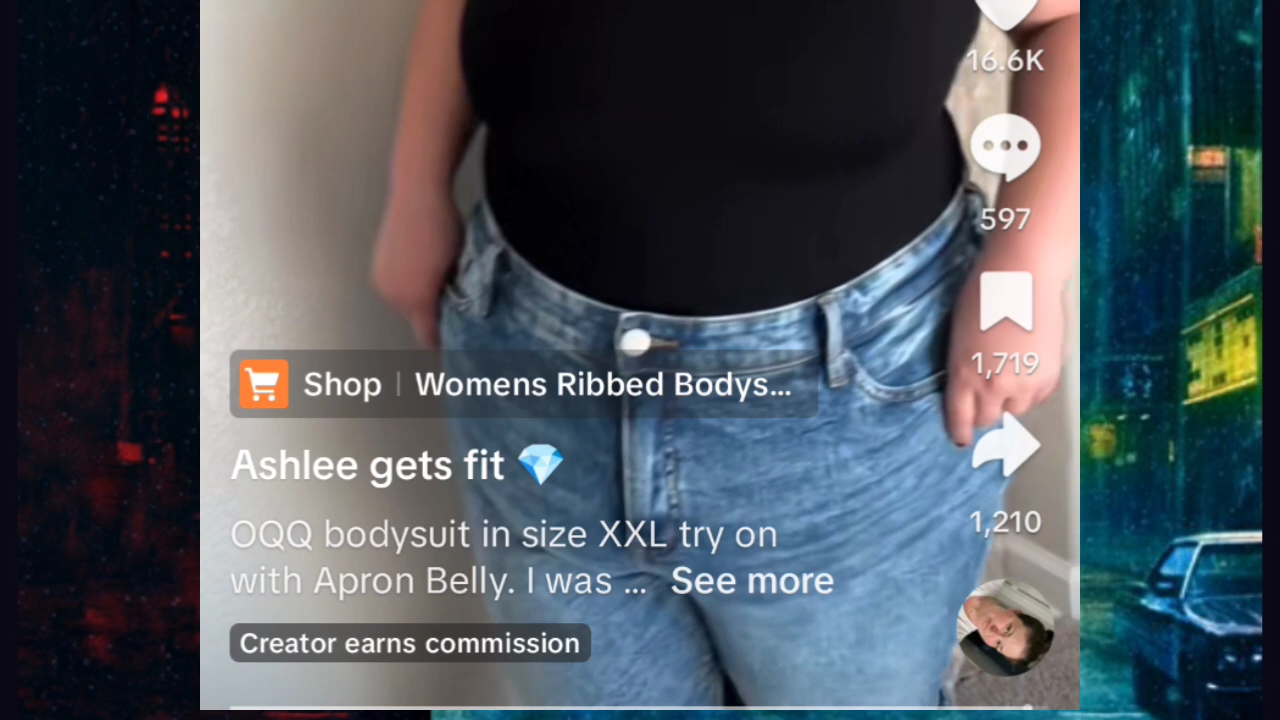 16.6K
597
1,719
Shop | Womens Ribbed Bodys...
Ashlee gets fit 💎
1,210
OQQ bodysuit in size XXL try on
with Apron Belly. I was ... See more
Creator earns commission